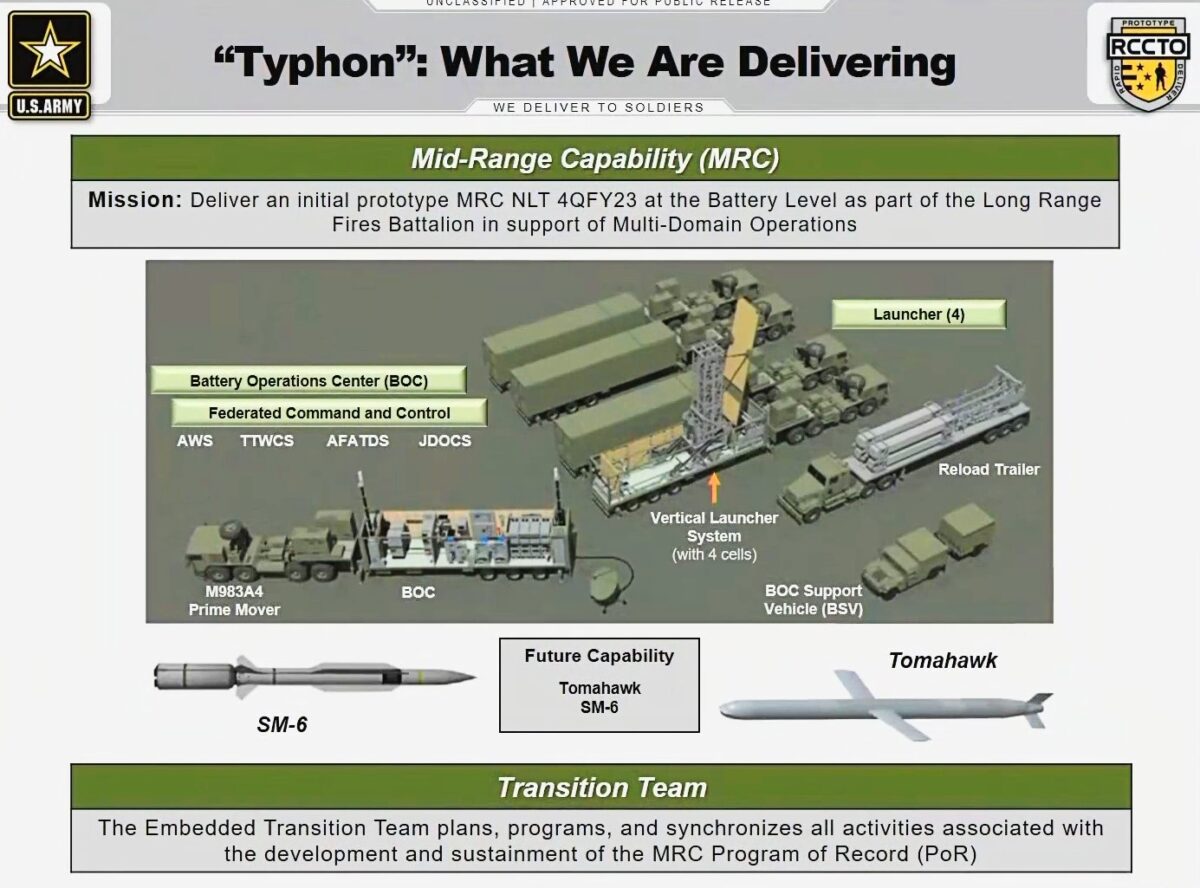 UNCLASSIFIED | APPROVED FOR PUBLIC RELEASE
U.S.ARMY
“Typhon”: What We Are Delivering
PROTOTYPE
RCCTO
RAPID
DELIVER
WE DELIVER TO SOLDIERS
Mid-Range Capability (MRC)
Mission: Deliver an initial prototype MRC NLT 4QFY23 at the Battery Level as part of the Long Range
Fires Battalion in support of Multi-Domain Operations
Launcher (4)
Battery Operations Center (BOC)
Federated Command and Control
AWS TTWCS AFATDS JDOCS
Reload Trailer
Vertical Launcher
System
(with 4 cells)
M983A4
Prime Mover
BOC
BOC Support
Vehicle (BSV)
SM-6
Future Capability
Tomahawk
SM-6
Tomahawk
Transition Team
The Embedded Transition Team plans, programs, and synchronizes all activities associated with
the development and sustainment of the MRC Program of Record (PoR)